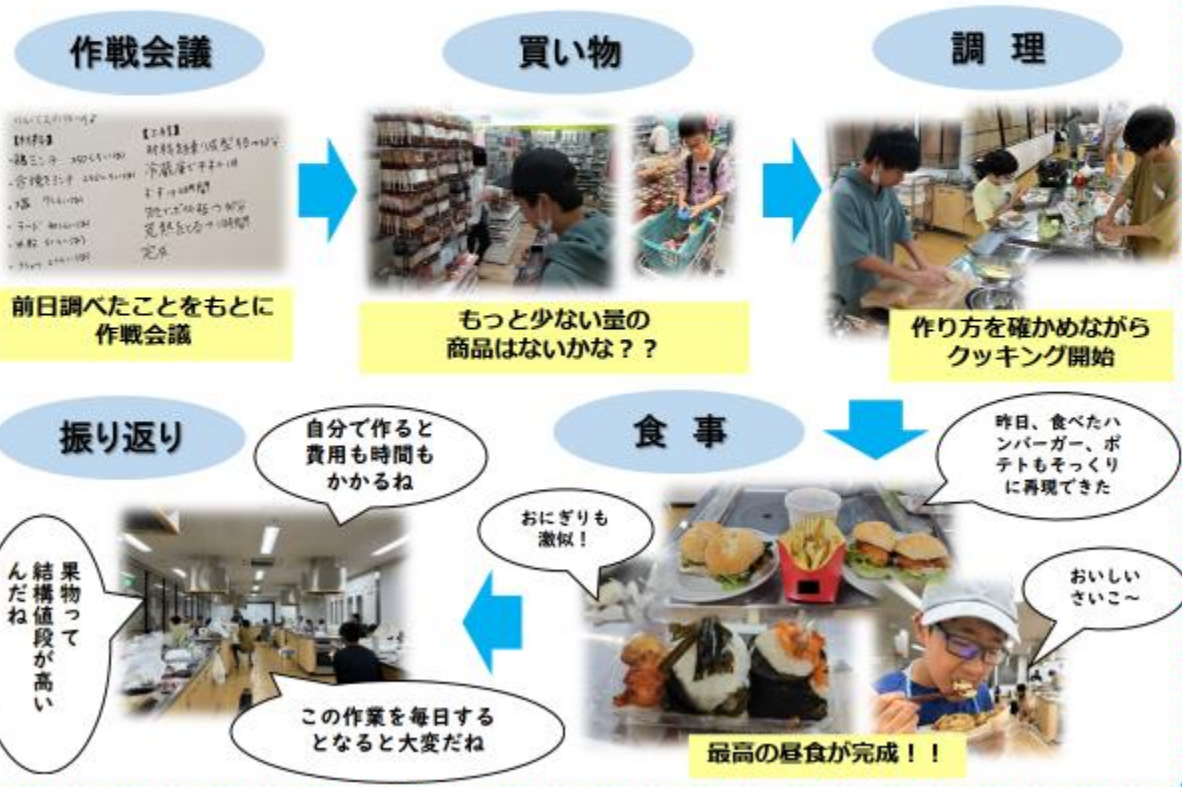 作戦会議
買い物
調 理
【材料】
【工程】
前日調べたことをもとに
作戦会議
もっと少ない量の
商品はないかな？？
作り方を確かめながら
クッキング開始
昨日、食べたハ
ンバーガー、ポ
テトもそっくり
に再現できた
食 事
おにぎりも
激似！
おいしい
さいこ～
最高の昼食が完成！！
振り返り
自分で作ると
費用も時間も
かかるね
果物って
結構値段が高い
んだね
この作業を毎日する
となると大変だね